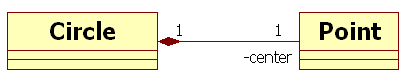 Circle
1
1
Point
-center